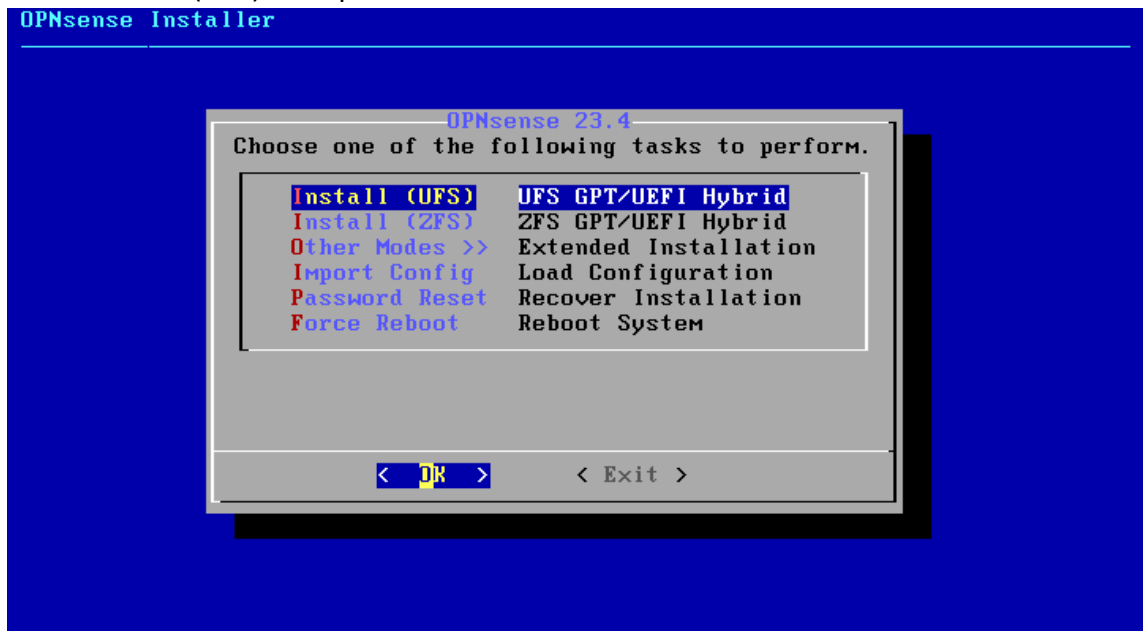 OPNsense Installer
OPNsense 23.4
Choose one of the following tasks to perform.
Install (UFS) UFS GPT/UEFI Hybrid
Install (ZFS) ZFS GPT/UEFI Hybrid
Other Modes >> Extended Installation
Import Config Load Configuration
Password Reset Recover Installation
Force Reboot Reboot System
< OK > < Exit >